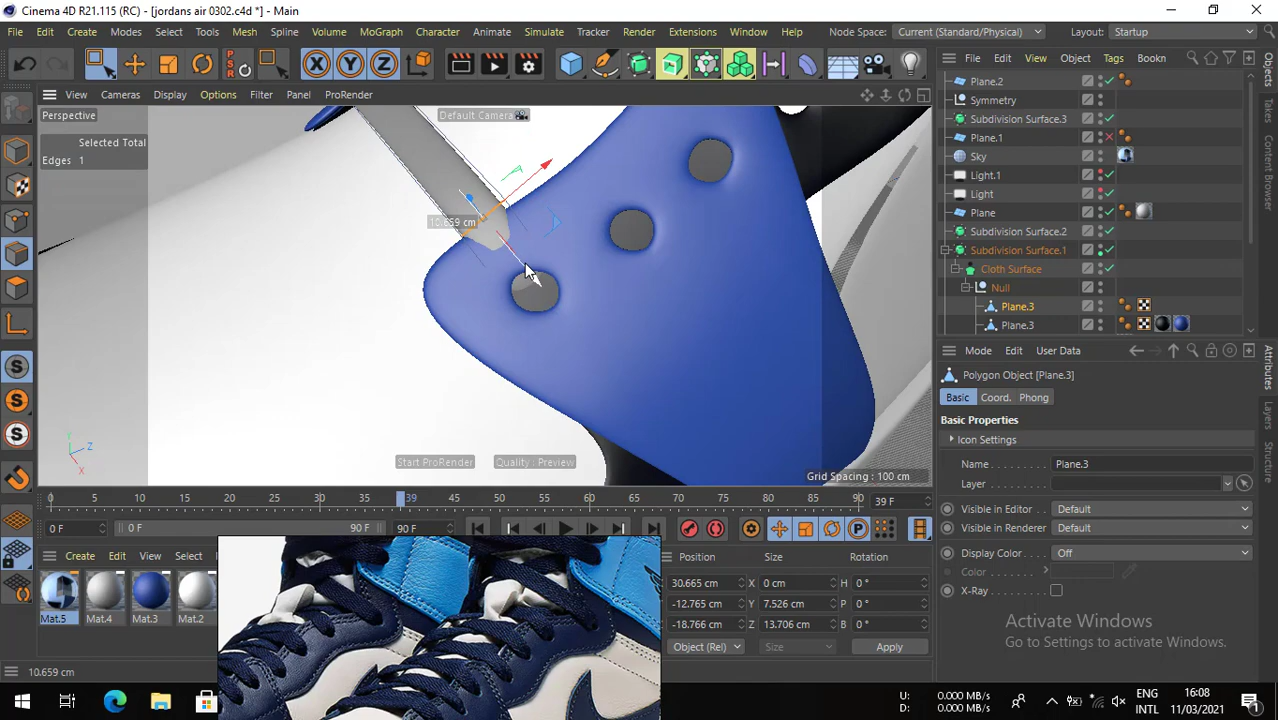 Cinema 4D R21.115 (RC) - [jordans air 0302.c4d *] - Main
File Edit Create Modes Select Tools Mesh Spline Volume MoGraph Character Animate Simulate Tracker Render Extensions Window Help Node Space: Current (Standard/Physical) Layout: Startup
PSR
X Y Z
File Edit View Object Tags Bookn
View Cameras Display Options Filter Panel ProRender
Perspective
Default Camera
Selected Total
Edges 1
10.659 cm
Y
Z
X
Start ProRender
Quality : Preview
Grid Spacing : 100 cm
Plane.2
Symmetry
Subdivision Surface.3
Plane.1
Sky
Light.1
Light
Plane
Subdivision Surface.2
Subdivision Surface.1
Cloth Surface
Null
Plane.3
Plane.3
Objects
Takes
Content Browser
Structure
Attributes
Layers
Structure
Mode Edit User Data
Polygon Object [Plane.3]
Basic Coord. Phong
Basic Properties
Icon Settings
Name Plane.3
Layer
Visible in Editor Default
Visible in Renderer Default
Display Color Off
Color
X-Ray
0 5 10 15 20 25 30 39 45 50 55 60 65 70 75 80 85 90
39 F
0 F
0 F
90 F
90 F
Create Edit View Select
Mat.5 Mat.4 Mat.3 Mat.2
Position Size Rotation
30.665 cm X 0 cm H 0 °
-12.765 cm Y 7.526 cm P 0 °
-18.766 cm Z 13.706 cm B 0 °
Object (Rel) Size Apply
10.659 cm
Activate Windows
Go to Settings to activate Windows.
U: 0.000 MB/s
D: 0.000 MB/s
ENG
INTL
16:08
11/03/2021
1